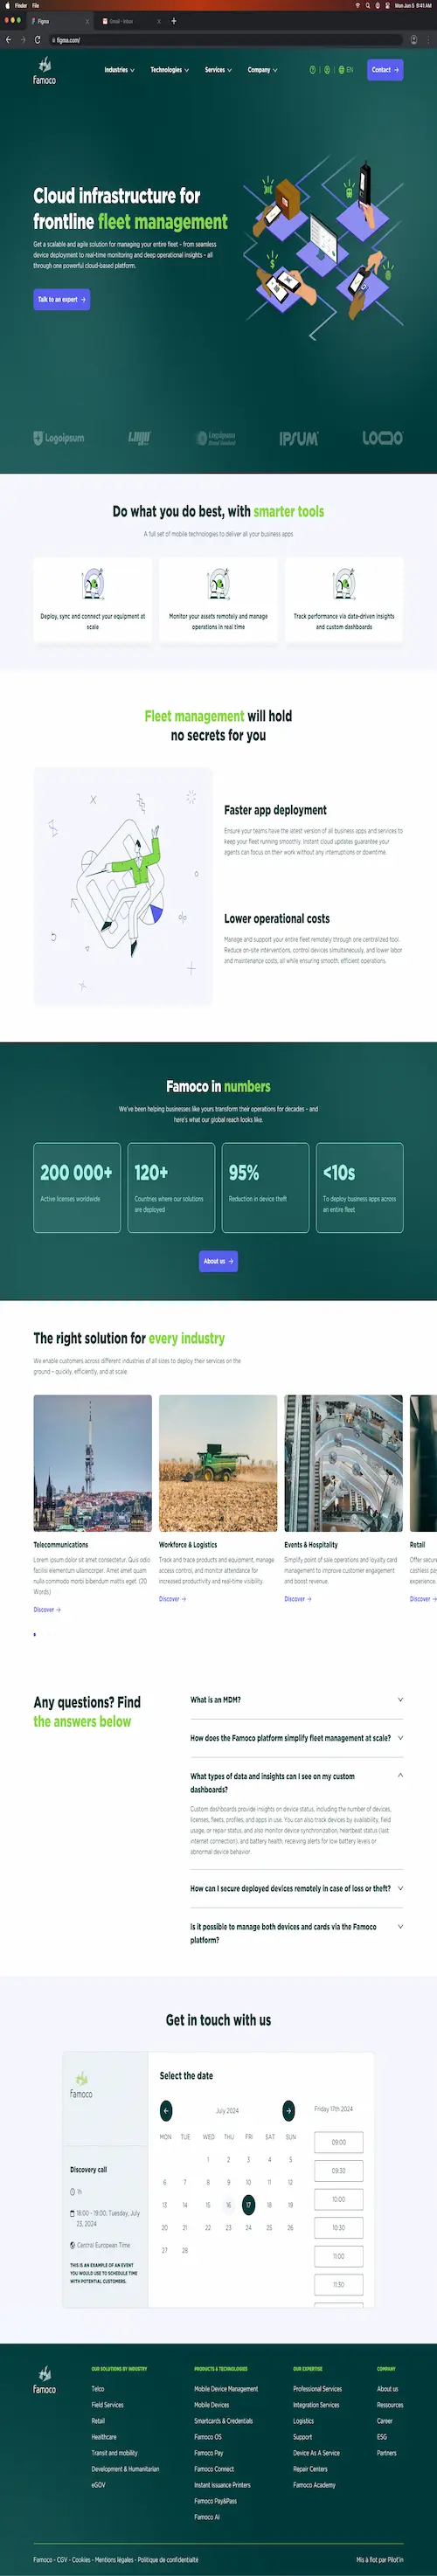 Finder File
Mon Jun 5 8:41 AM
Figma
Gmail - Inbox
figma.com/
Famoco
Industries
Technologies
Services
Company
EN
Contact →
Cloud infrastructure for
frontline fleet management
Get a scalable and agile solution for managing your entire fleet - from seamless
device deployment to real-time monitoring and deep operational insights - all
through one powerful cloud-based platform.
Talk to an expert →
Logoipsum
Logoipsum
IPSUM
LOGO
Do what you do best, with smarter tools
A full set of mobile technologies to deliver all your business apps
Deploy, sync and connect your equipment at
scale
Monitor your assets remotely and manage
operations in real time
Track performance via data-driven insights
and custom dashboards
Fleet management will hold
no secrets for you
Faster app deployment
Ensure your teams have the latest version of all business apps and services to
keep your fleet running smoothly. Instant cloud updates guarantee your
agents can focus on their work without any interruptions or downtime.
Lower operational costs
Manage and support your entire fleet remotely through one centralized tool.
Reduce on-site interventions, control devices simultaneously, and lower labor
and maintenance costs, all while ensuring smooth, efficient operations.
Famoco in numbers
We've been helping businesses like yours transform their operations for decades - and
here's what our global reach looks like.
200 000+
Active licenses worldwide
120+
Countries where our solutions
are deployed
95%
Reduction in device theft
<10s
To deploy business apps across
an entire fleet
About us →
The right solution for every industry
We enable customers across different industries of all sizes to deploy their services on the
ground - quickly, efficiently, and at scale.
Telecommunications
Lorem ipsum dolor sit amet consectetur. Quis odio
facilisi elementum ullamcorper. Amet amet quam
nulla commodo morbi bibendum mattis eget. (20
Words)
Discover →
Workforce & Logistics
Track and trace products and equipment, manage
access control, and monitor attendance for
increased productivity and real-time visibility.
Discover →
Events & Hospitality
Simplify point of sale operations and loyalty card
management to improve customer engagement
and boost revenue.
Discover →
Retail
Offer secure
cashless pay
experience
Discover →
Any questions? Find
the answers below
What is an MDM?
How does the Famoco platform simplify fleet management at scale?
What types of data and insights can I see on my custom
dashboards?
Custom dashboards provide insights on device status, including the number of devices,
licenses, fleets, profiles, and apps in use. You can also track devices by availability, field
usage, or repair status, and monitor device synchronization, heartbeat status (last
internet connection), and battery health, receiving alerts for low battery levels or
abnormal device behavior.
How can I secure deployed devices remotely in case of loss or theft?
Is it possible to manage both devices and cards via the Famoco
platform?
Get in touch with us
Famoco
Discovery call
1h
18:00 - 19:00, Tuesday, July
23, 2024
Central European Time
THIS IS AN EXAMPLE OF AN EVENT
YOU WOULD USE TO SCHEDULE TIME
WITH POTENTIAL CUSTOMERS.
Select the date
July 2024
MON TUE WED THU FRI SAT SUN
1 2 3 4 5
6 7 8 9 10 11 12
13 14 15 16 17 18 19
20 21 22 23 24 25 26
27 28
Friday 17th 2024
09:00
09:30
10:00
10:30
11:00
11:30
Famoco
OUR SOLUTIONS BY INDUSTRY
Telco
Field Services
Retail
Healthcare
Transit and mobility
Development & Humanitarian
eGOV
PRODUCTS & TECHNOLOGIES
Mobile Device Management
Mobile Devices
Smartcards & Credentials
Famoco OS
Famoco Pay
Famoco Connect
Instant Issuance Printers
Famoco Pay&Pass
Famoco AI
OUR EXPERTISE
Professional Services
Integration Services
Logistics
Support
Device As A Service
Repair Centers
Famoco Academy
COMPANY
About us
Ressources
Career
ESG
Partners
Famoco - CGV - Cookies - Mentions légales - Politique de confidentialité
Mis à flot par Pilot'in